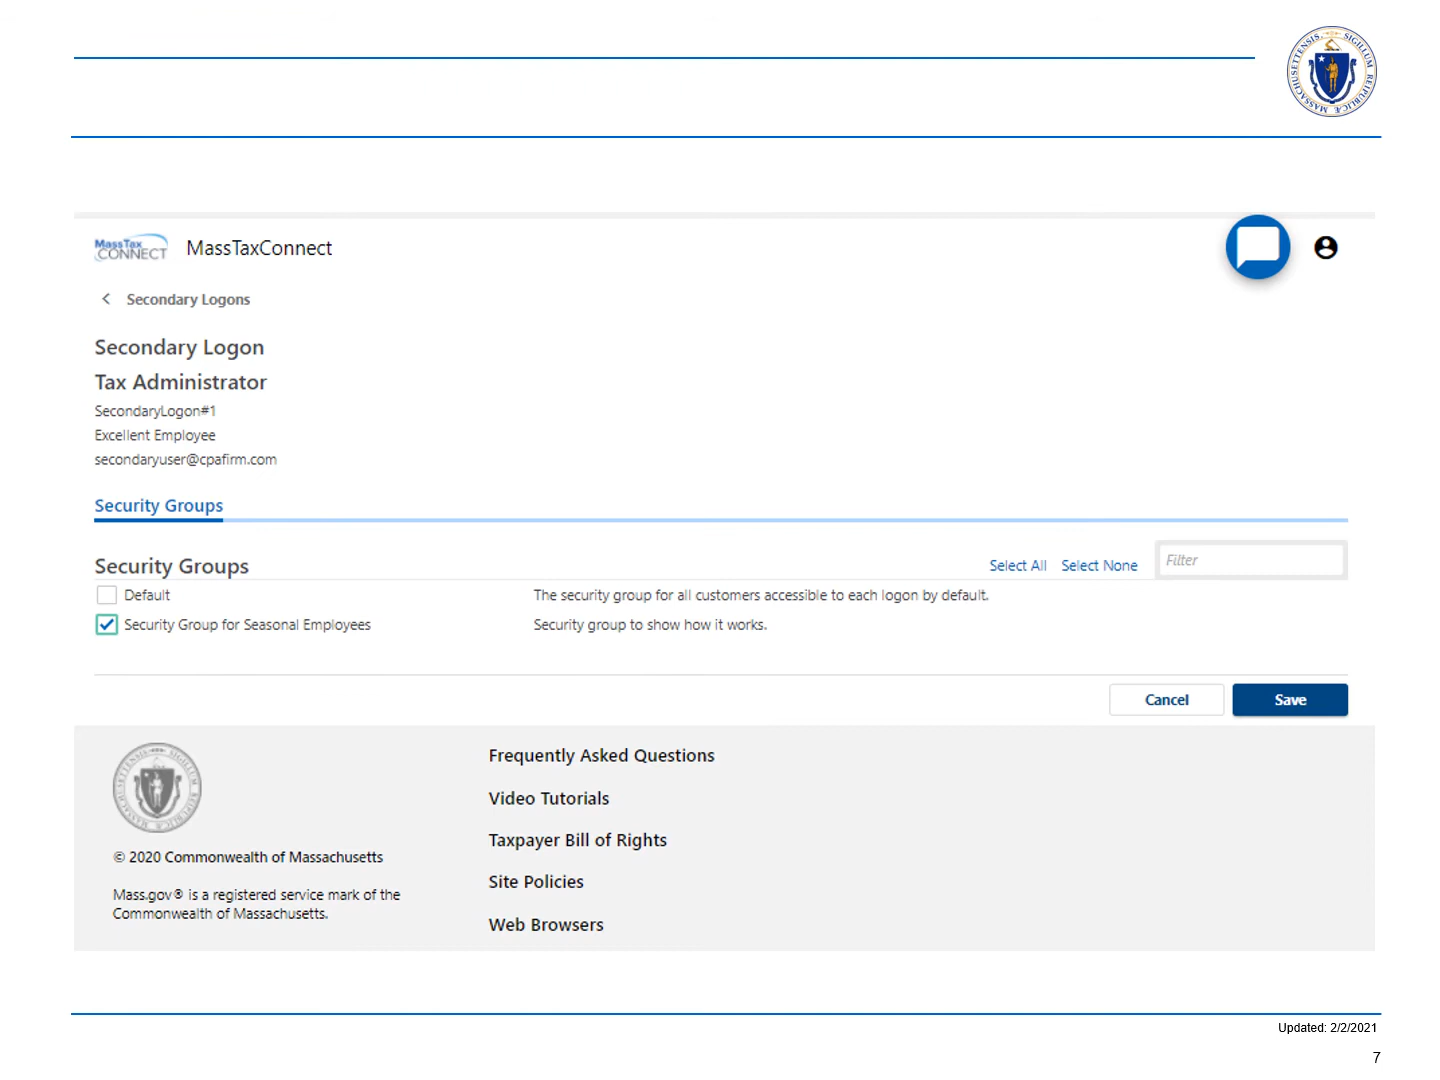 MassTax
CONNECT
MassTaxConnect
Secondary Logons
Secondary Logon
Tax Administrator
SecondaryLogon#1
Excellent Employee
secondaryuser@cpafirm.com
Security Groups
Security Groups
Select All
Select None
Filter
Default
The security group for all customers accessible to each logon by default.
Security Group for Seasonal Employees
Security group to show how it works.
Cancel
Save
© 2020 Commonwealth of Massachusetts
Mass.gov® is a registered service mark of the
Commonwealth of Massachusetts.
Frequently Asked Questions
Video Tutorials
Taxpayer Bill of Rights
Site Policies
Web Browsers
Updated: 2/2/2021
7